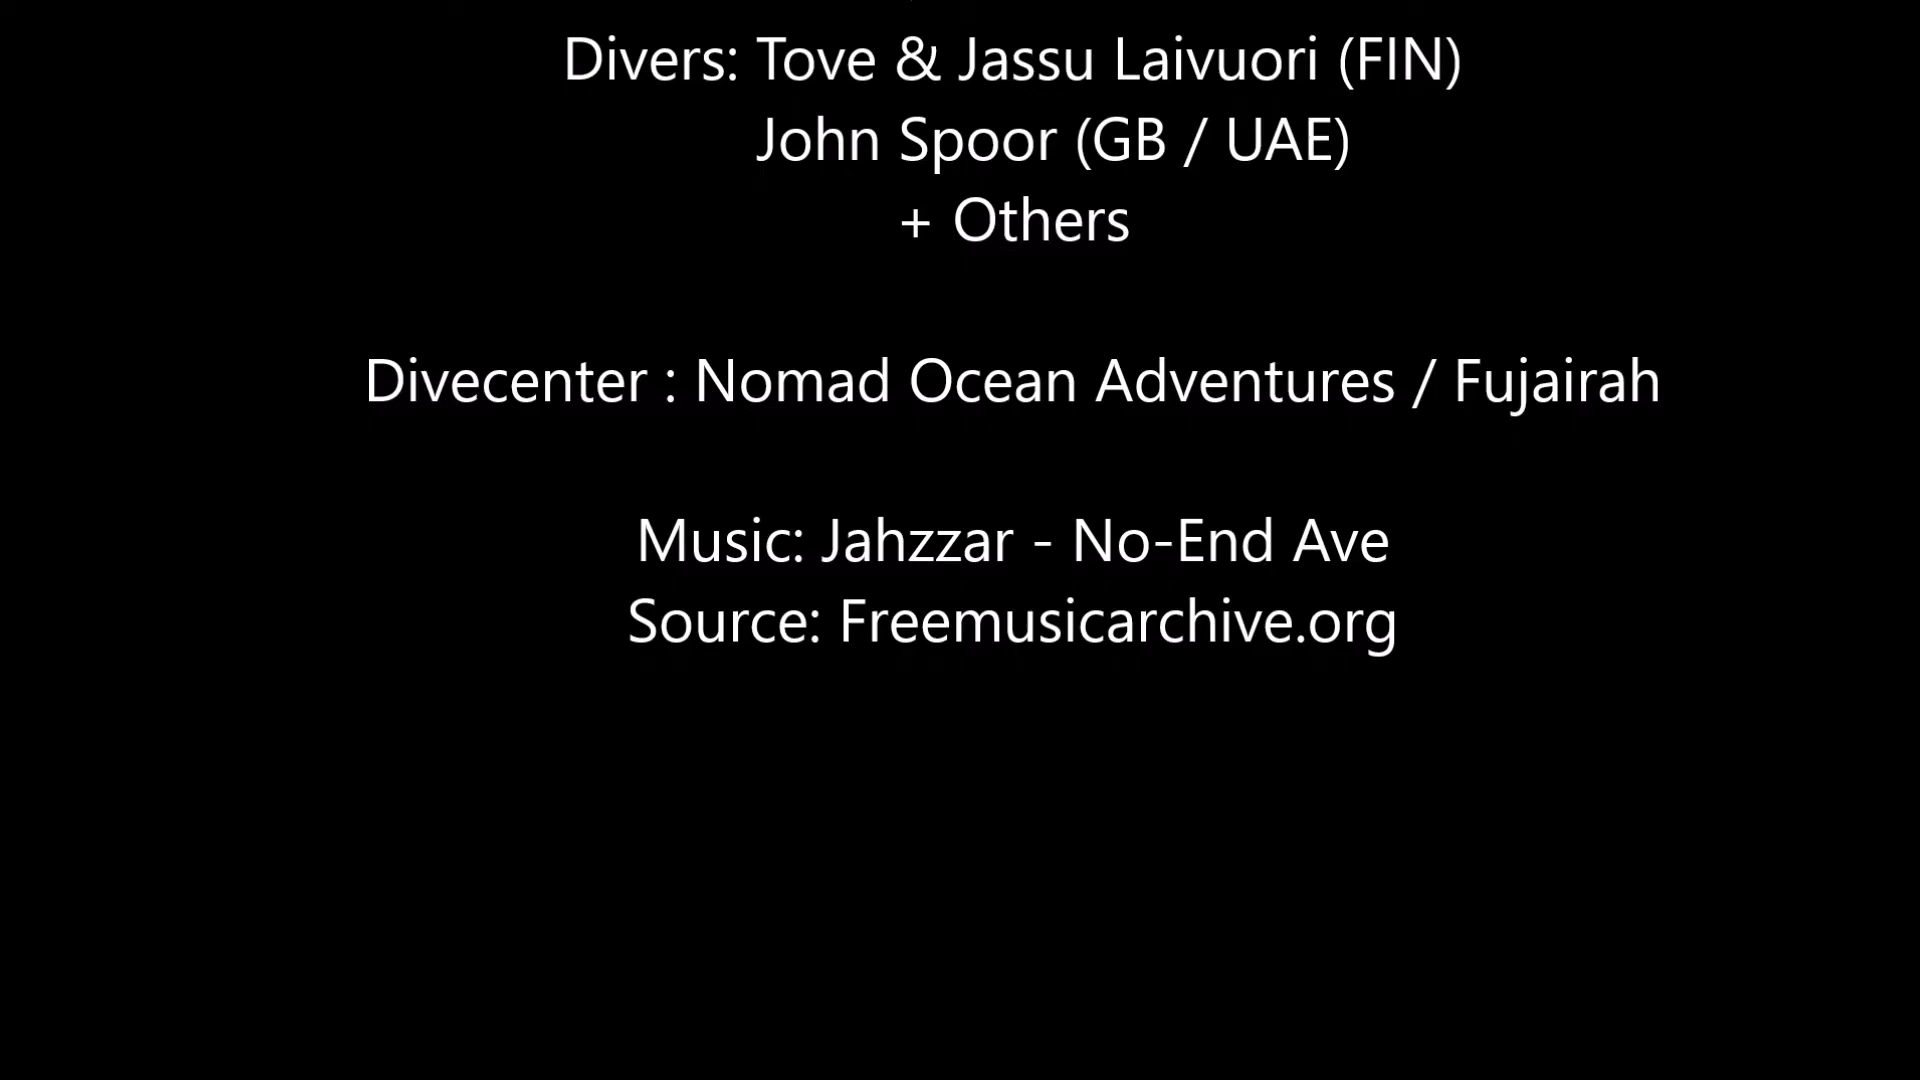 Divers: Tove & Jassu Laivuori (FIN)
John Spoor (GB / UAE)
+ Others
Divecenter : Nomad Ocean Adventures / Fujairah
Music: Jahzzar - No-End Ave
Source: Freemusicarchive.org